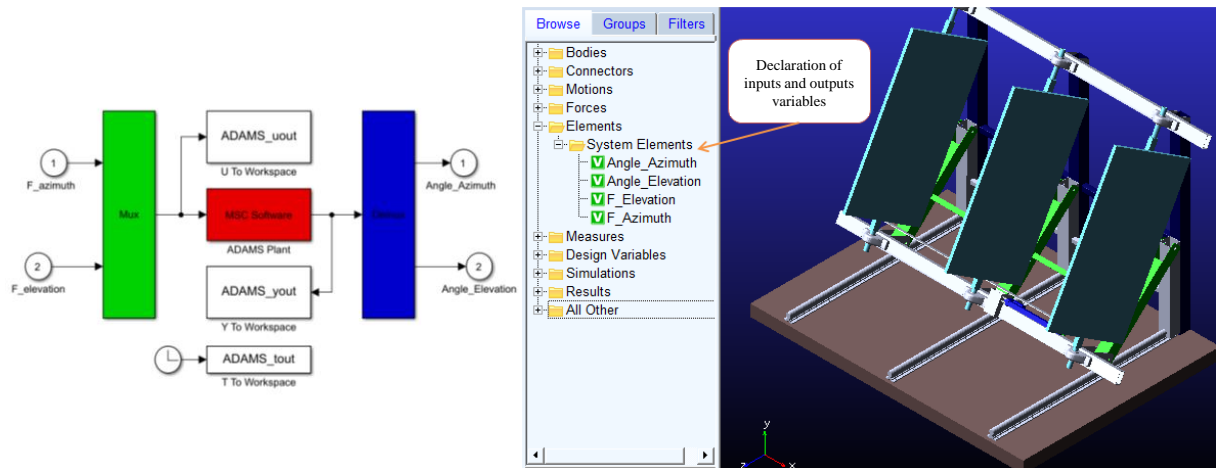 1
F_azimuth
2
F_elevation
Mux
ADAMS_uout
U To Workspace
MSC Software
ADAMS Plant
ADAMS_yout
Y To Workspace
ADAMS_tout
T To Workspace
Demux
1
Angle_Azimuth
2
Angle_Elevation
Browse Groups Filters
Bodies
Connectors
Motions
Forces
Elements
System Elements
Angle_Azimuth
Angle_Elevation
F_Elevation
F_Azimuth
Measures
Design Variables
Simulations
Results
All Other
Declaration of
inputs and outputs
variables
y
z
x